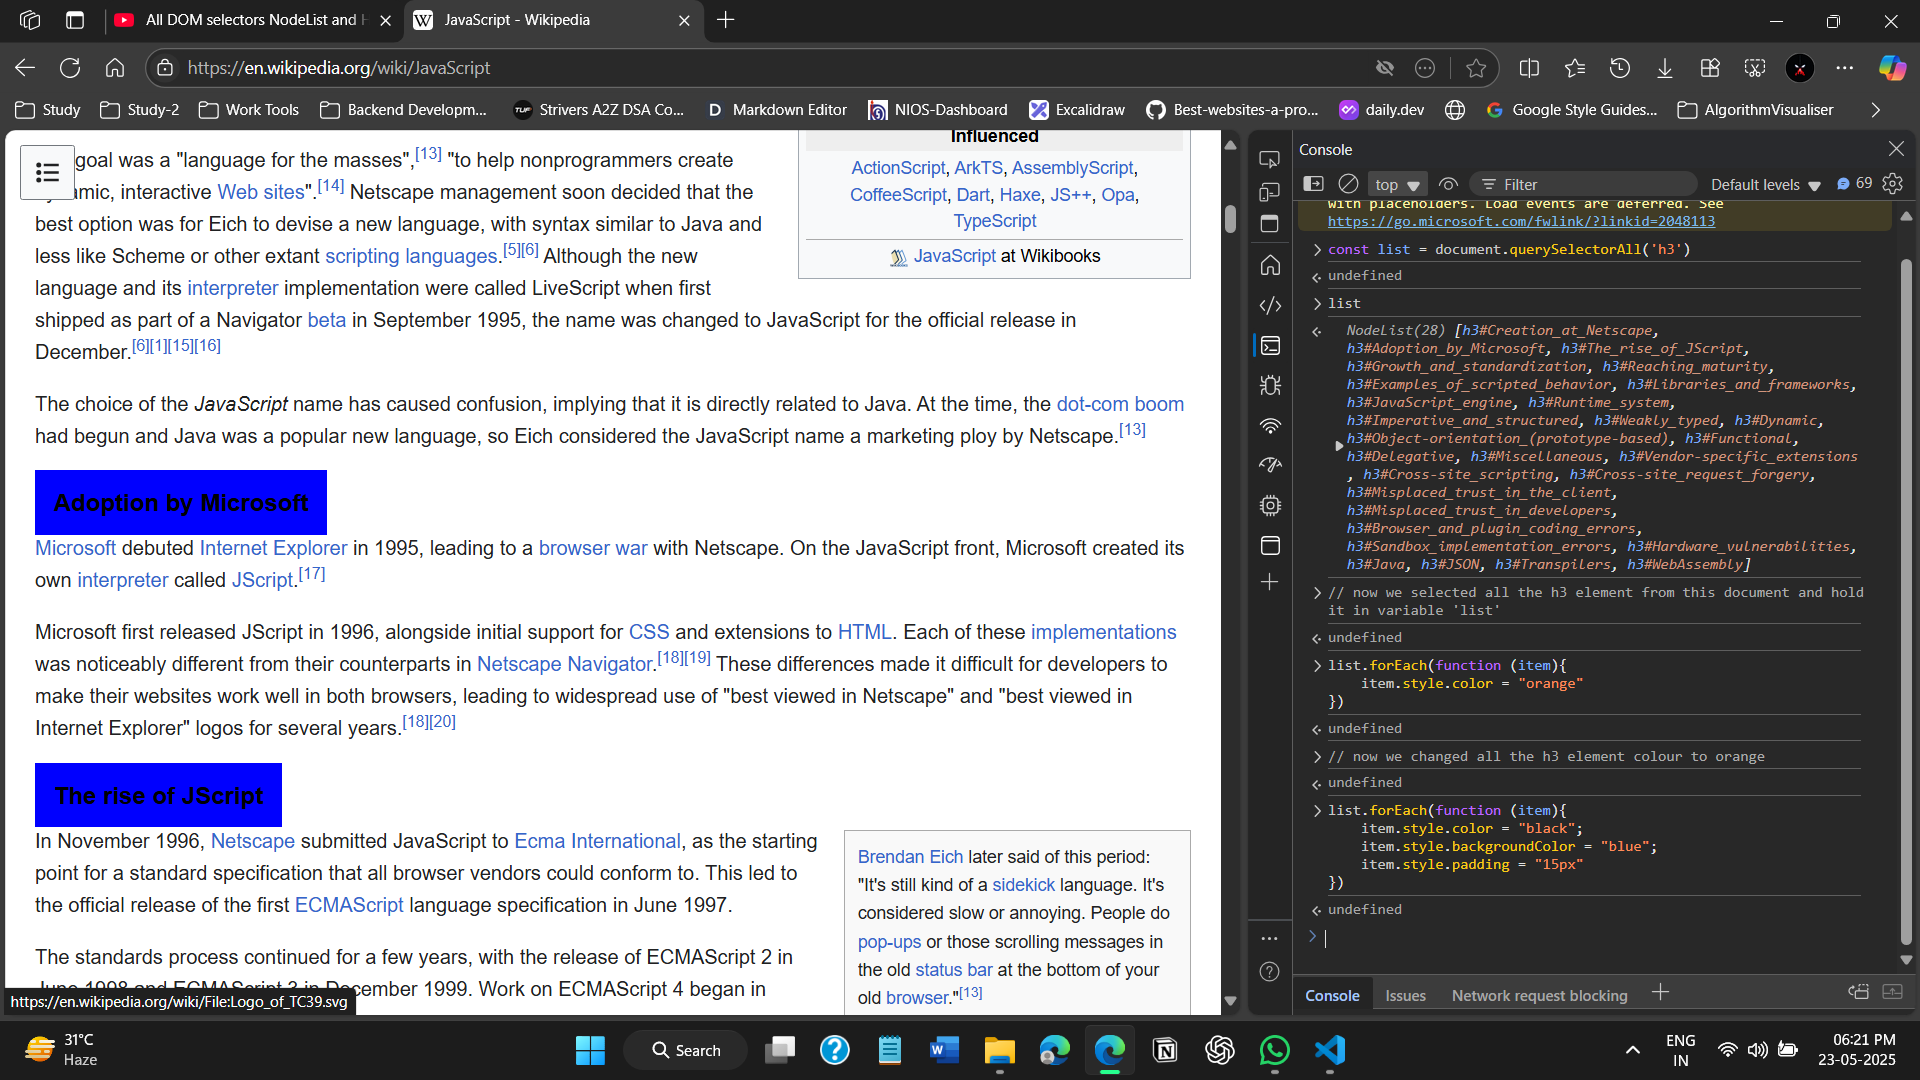 All DOM selectors NodeList and H
JavaScript - Wikipedia
https://en.wikipedia.org/wiki/JavaScript
Study
Study-2
Work Tools
Backend Developm...
Strivers A2Z DSA Co...
Markdown Editor
NIOS-Dashboard
Excalidraw
Best-websites-a-pro...
daily.dev
Google Style Guides...
AlgorithmVisualiser
goal was a "language for the masses",[13] "to help nonprogrammers create
amic, interactive Web sites".[14] Netscape management soon decided that the
best option was for Eich to devise a new language, with syntax similar to Java and
less like Scheme or other extant scripting languages.[5][6] Although the new
language and its interpreter implementation were called LiveScript when first
shipped as part of a Navigator beta in September 1995, the name was changed to JavaScript for the official release in
December.[6][1][15][16]
Influenced
ActionScript, ArkTS, AssemblyScript,
CoffeeScript, Dart, Haxe, JS++, Opa,
TypeScript
JavaScript at Wikibooks
The choice of the JavaScript name has caused confusion, implying that it is directly related to Java. At the time, the dot-com boom
had begun and Java was a popular new language, so Eich considered the JavaScript name a marketing ploy by Netscape.[13]
Adoption by Microsoft
Microsoft debuted Internet Explorer in 1995, leading to a browser war with Netscape. On the JavaScript front, Microsoft created its
own interpreter called JScript.[17]
Microsoft first released JScript in 1996, alongside initial support for CSS and extensions to HTML. Each of these implementations
was noticeably different from their counterparts in Netscape Navigator.[18][19] These differences made it difficult for developers to
make their websites work well in both browsers, leading to widespread use of "best viewed in Netscape" and "best viewed in
Internet Explorer" logos for several years.[18][20]
The rise of JScript
In November 1996, Netscape submitted JavaScript to Ecma International, as the starting
point for a standard specification that all browser vendors could conform to. This led to
the official release of the first ECMAScript language specification in June 1997.
The standards process continued for a few years, with the release of ECMAScript 2 in
June 1998 and ECMAScript 3 in December 1999. Work on ECMAScript 4 began in
Brendan Eich later said of this period:
"It's still kind of a sidekick language. It's
considered slow or annoying. People do
pop-ups or those scrolling messages in
the old status bar at the bottom of your
old browser."[13]
https://en.wikipedia.org/wiki/File:Logo_of_TC39.svg
Console
top
Filter
Default levels
69
with placeholders. Load events are deferred. See
https://go.microsoft.com/fwlink/?linkid=2048113
const list = document.querySelectorAll('h3')
undefined
list
NodeList(28) [h3#Creation_at_Netscape,
h3#Adoption_by_Microsoft, h3#The_rise_of_JScript,
h3#Growth_and_standardization, h3#Reaching_maturity,
h3#Examples_of_scripted_behavior, h3#Libraries_and_frameworks,
h3#JavaScript_engine, h3#Runtime_system,
h3#Imperative_and_structured, h3#Weakly_typed, h3#Dynamic,
h3#Object-orientation_(prototype-based), h3#Functional,
h3#Delegative, h3#Miscellaneous, h3#Vendor-specific_extensions
, h3#Cross-site_scripting, h3#Cross-site_request_forgery,
h3#Misplaced_trust_in_the_client,
h3#Misplaced_trust_in_developers,
h3#Browser_and_plugin_coding_errors,
h3#Sandbox_implementation_errors, h3#Hardware_vulnerabilities,
h3#Java, h3#JSON, h3#Transpilers, h3#WebAssembly]
// now we selected all the h3 element from this document and hold
it in variable 'list'
undefined
list.forEach(function (item){
item.style.color = "orange"
})
undefined
// now we changed all the h3 element colour to orange
undefined
list.forEach(function (item){
item.style.color = "black";
item.style.backgroundColor = "blue";
item.style.padding = "15px"
})
undefined
Console
Issues
Network request blocking
31°C
Haze
Search
ENG
IN
06:21 PM
23-05-2025